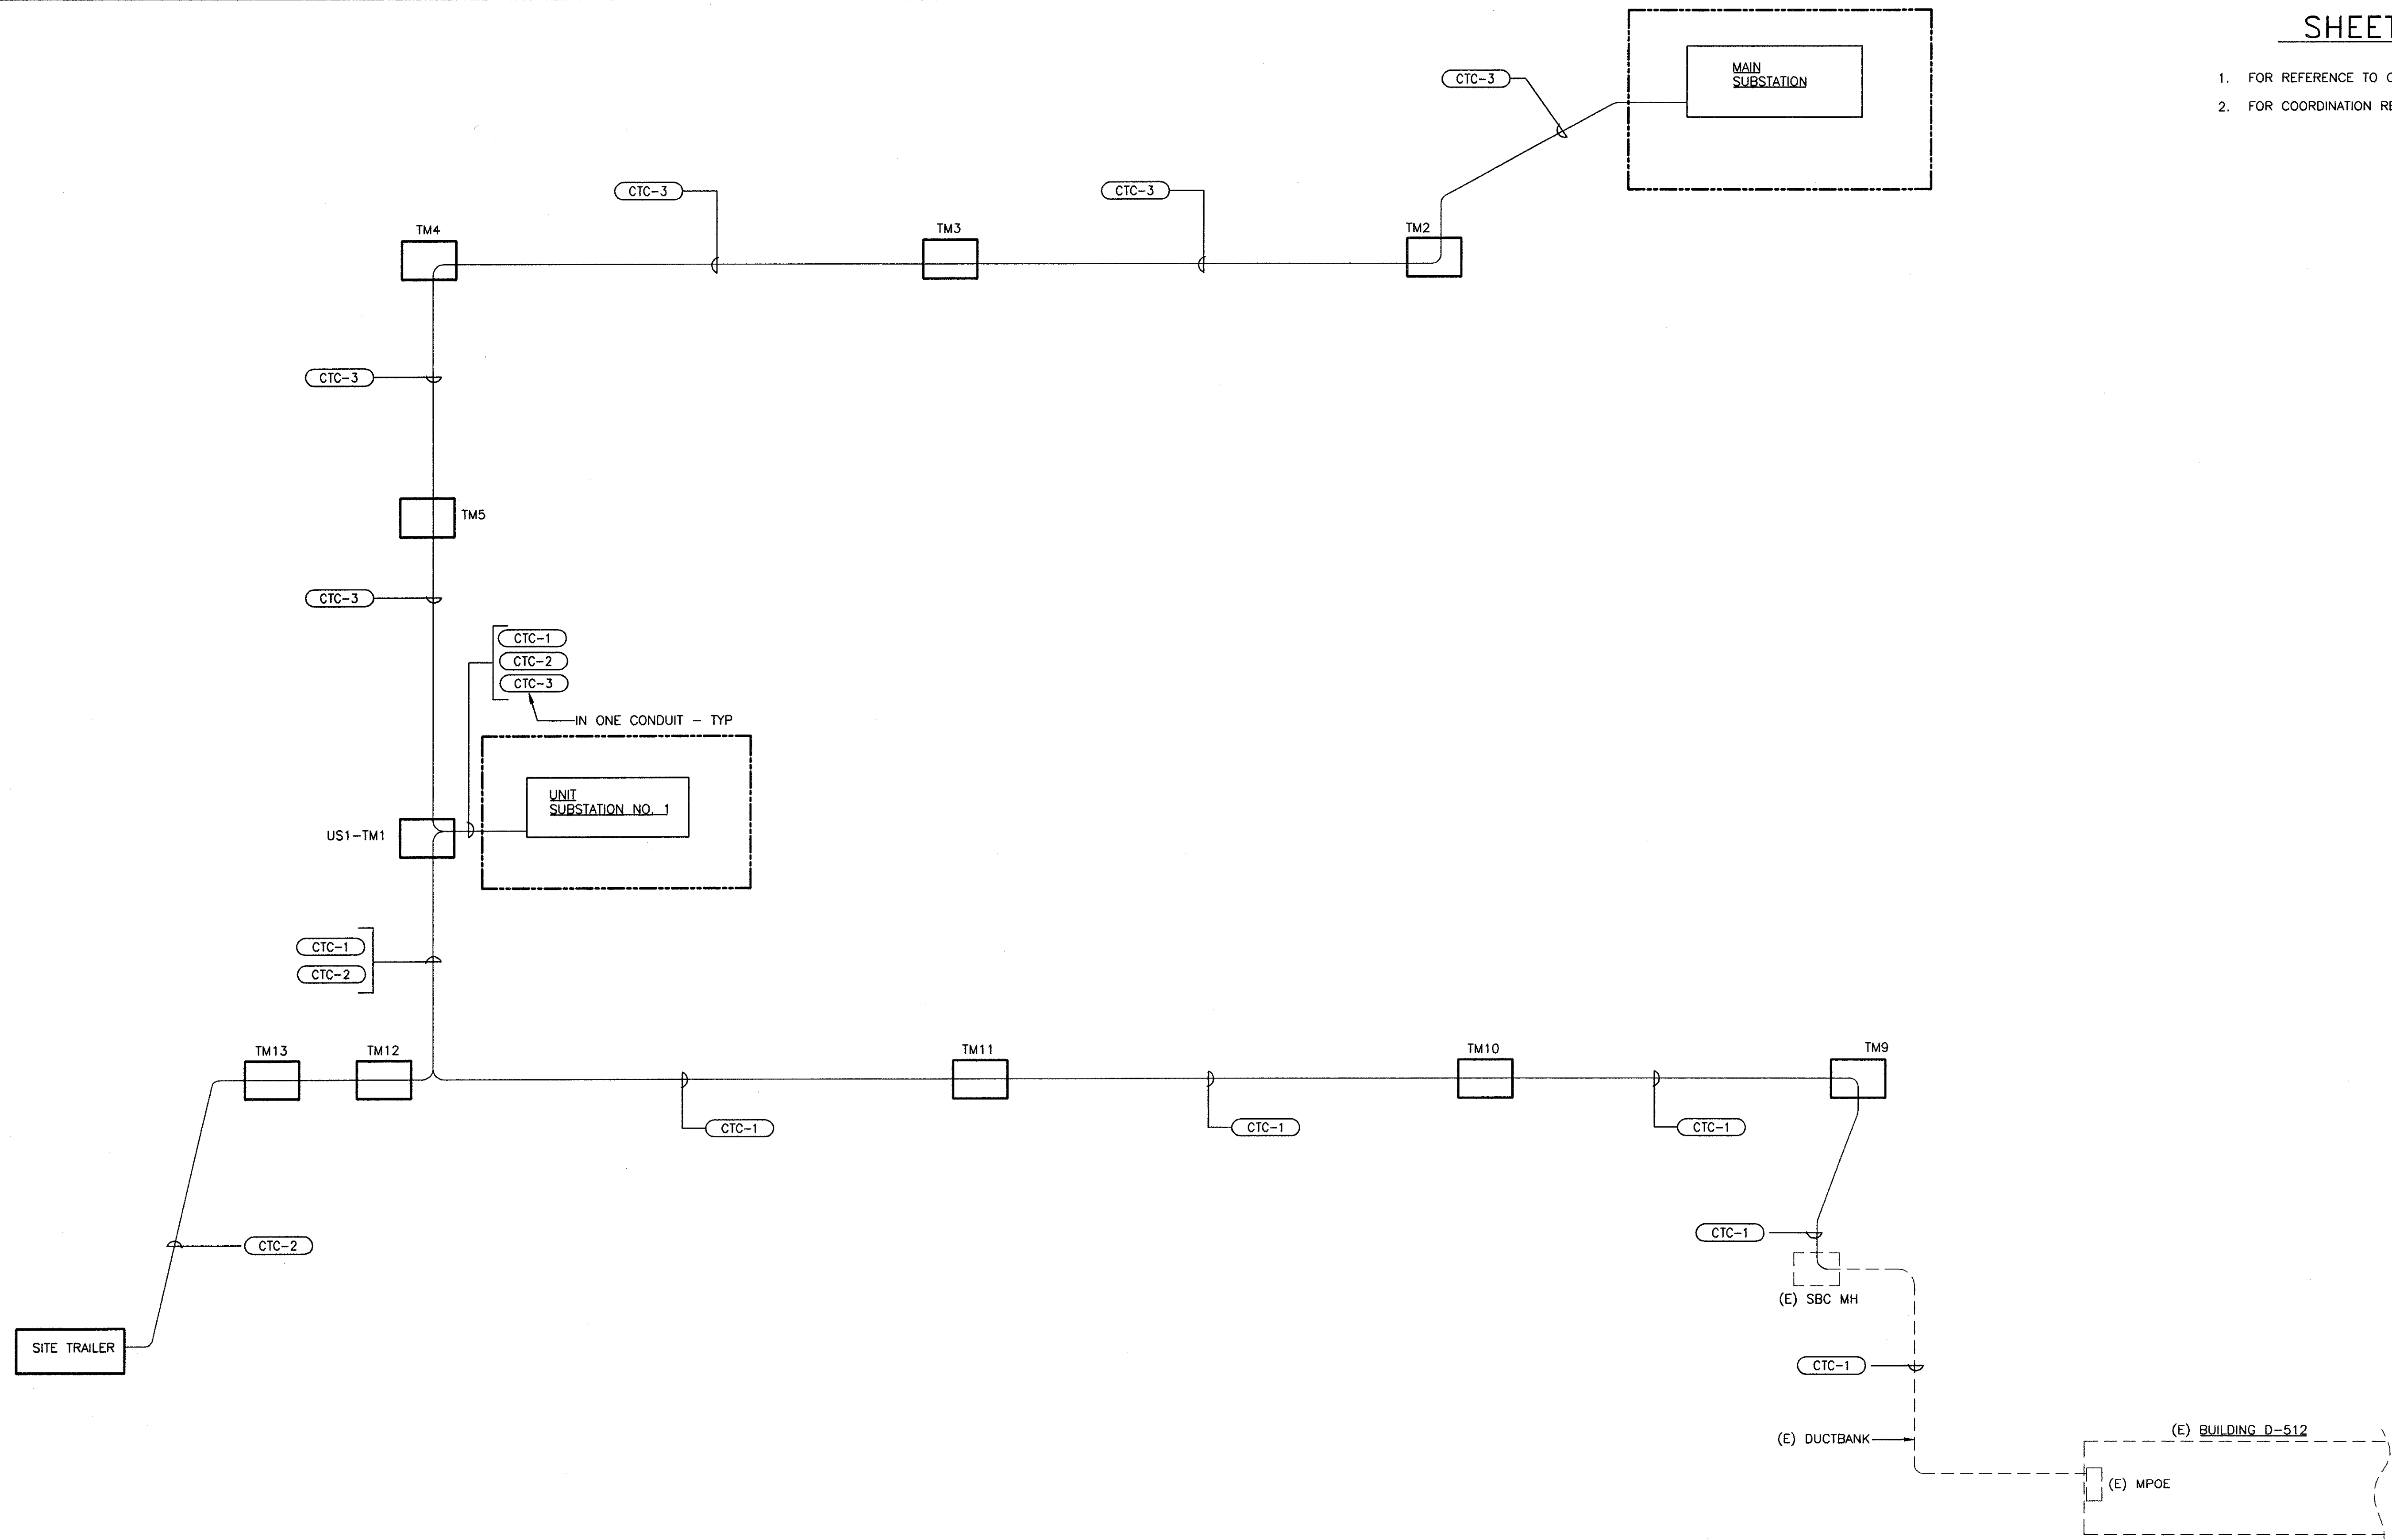 SHEET
1. FOR REFERENCE TO
2. FOR COORDINATION
MAIN
SUBSTATION
CTC-3
CTC-3
CTC-3
TM4
TM3
TM2
CTC-3
TM5
CTC-3
CTC-1
CTC-2
CTC-3
IN ONE CONDUIT - TYP
UNIT
SUBSTATION NO. 1
US1-TM1
CTC-1
CTC-2
TM13
TM12
TM11
TM10
TM9
CTC-1
CTC-1
CTC-1
CTC-1
CTC-2
(E) SBC MH
SITE TRAILER
CTC-1
(E) DUCTBANK
(E) BUILDING D-512
(E) MPOE